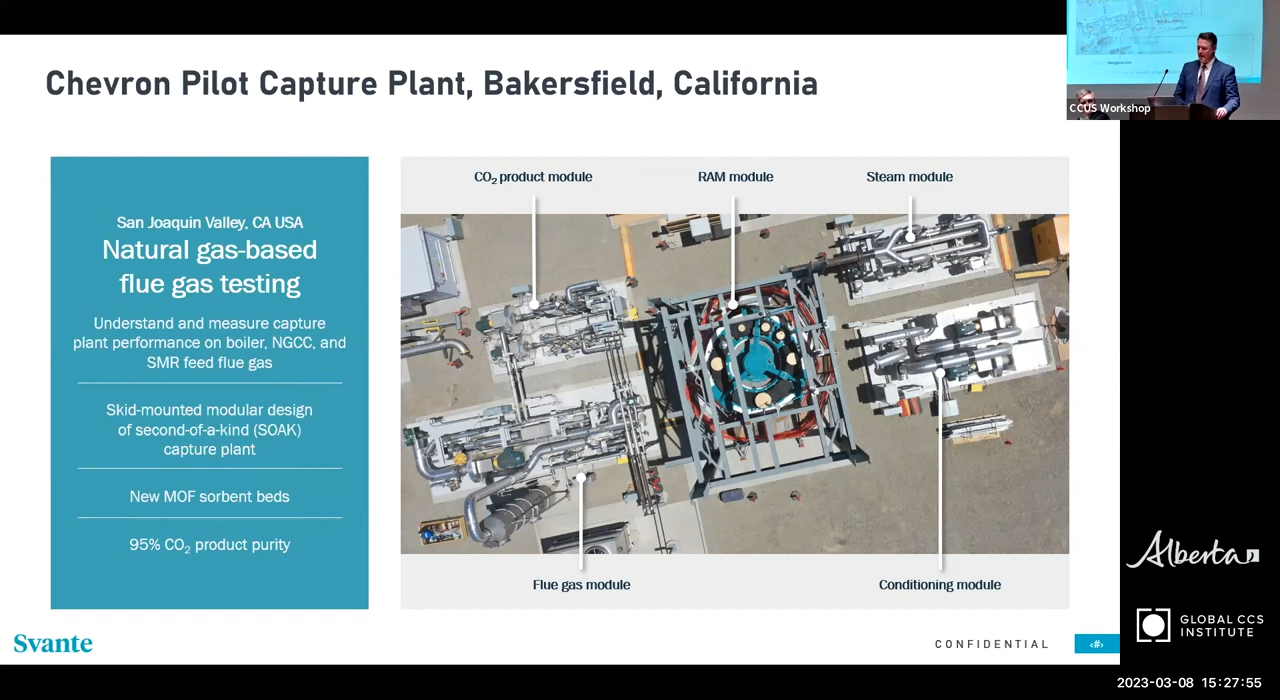 Chevron Pilot Capture Plant, Bakersfield, California
CCUS Workshop
San Joaquin Valley, CA USA
Natural gas-based
flue gas testing
Understand and measure capture
plant performance on boiler, NGCC, and
SMR feed flue gas
Skid-mounted modular design
of second-of-a-kind (SOAK)
capture plant
New MOF sorbent beds
95% CO₂ product purity
CO₂ product module
RAM module
Steam module
Flue gas module
Conditioning module
Svante
CONFIDENTIAL
‹#›
Alberta
GLOBAL CCS
INSTITUTE
2023-03-08 15:27:55